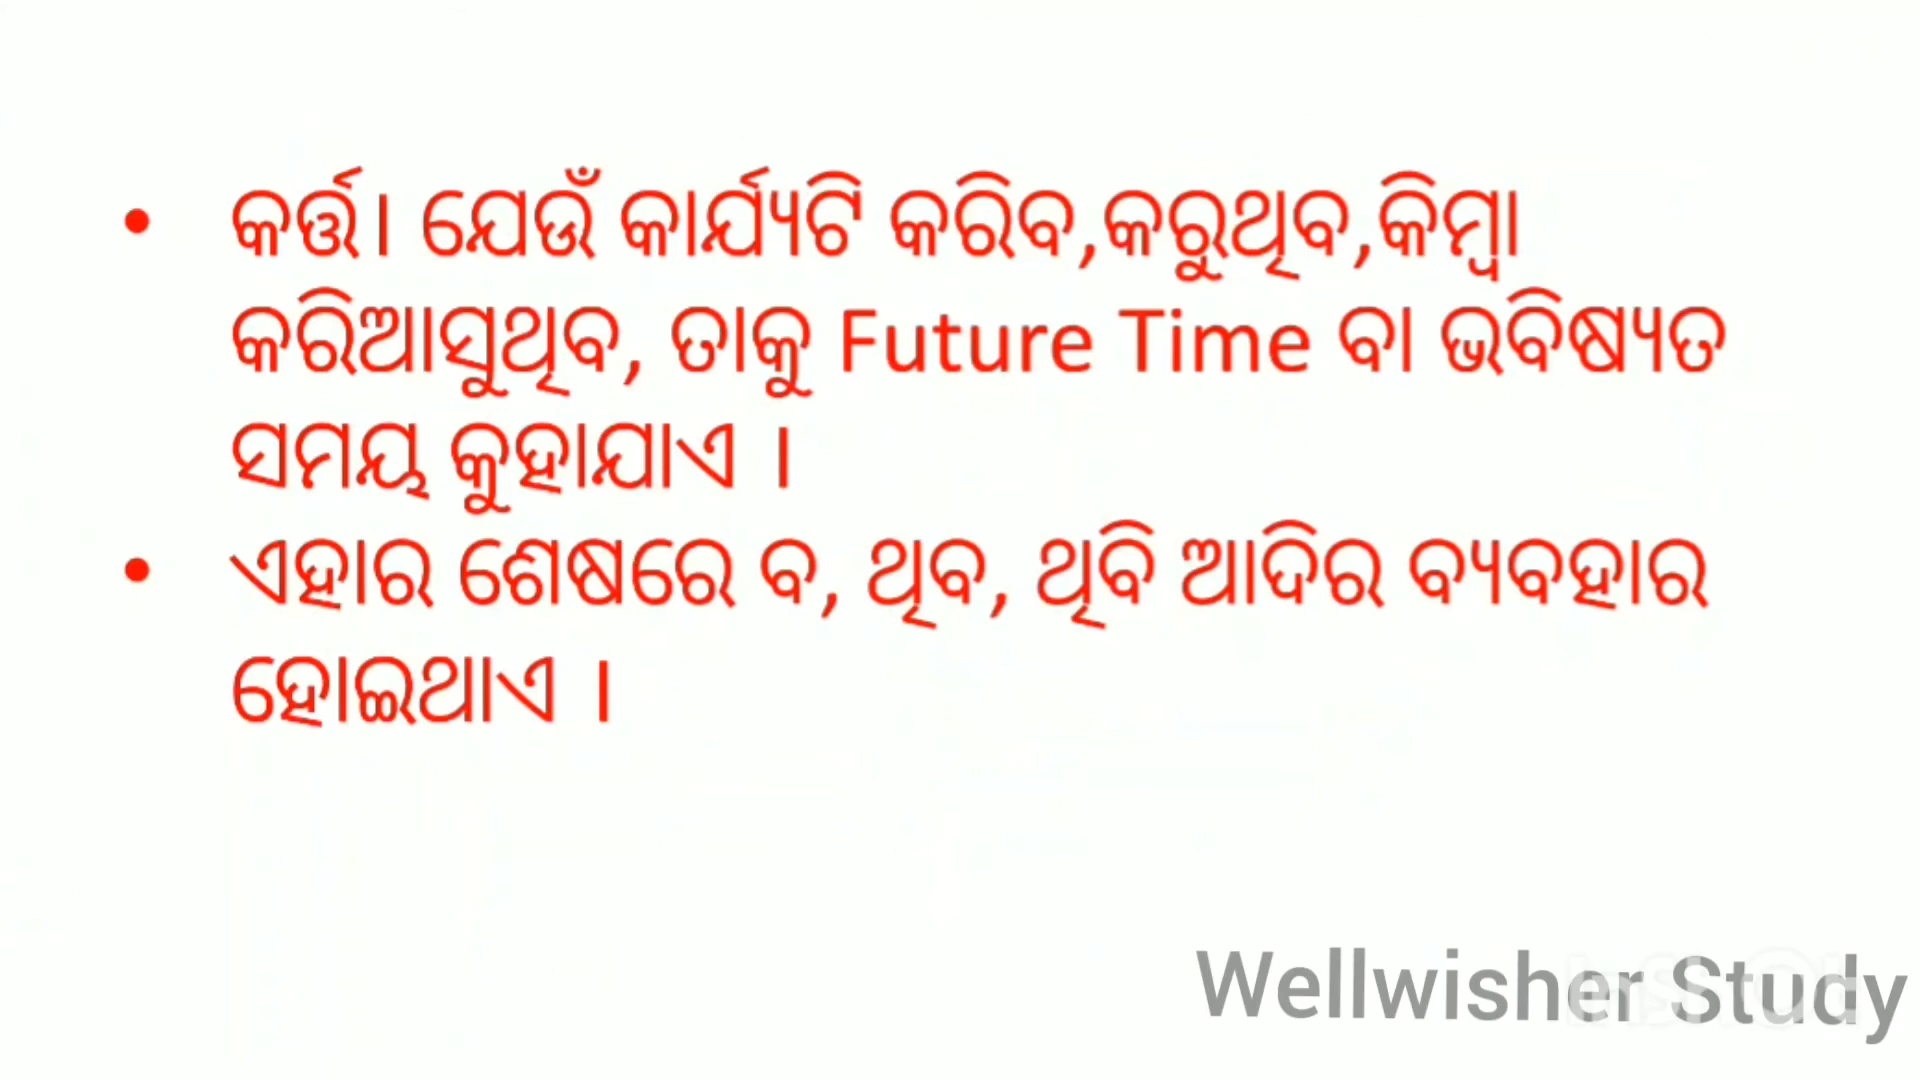 • କର୍ତ୍ତା ଯେଉଁ କାର୍ଯ୍ୟଟି କରିବ,କରୁଥିବ,କିମ୍ବା
କରିଆସୁଥିବ, ତାକୁ Future Time ବା ଭବିଷ୍ୟତ
ସମୟ କୁହାଯାଏ ।
• ଏହାର ଶେଷରେ ବ, ଥିବ, ଥିବି ଆଦିର ବ୍ୟବହାର
ହୋଇଥାଏ ।
Wellwisher Study